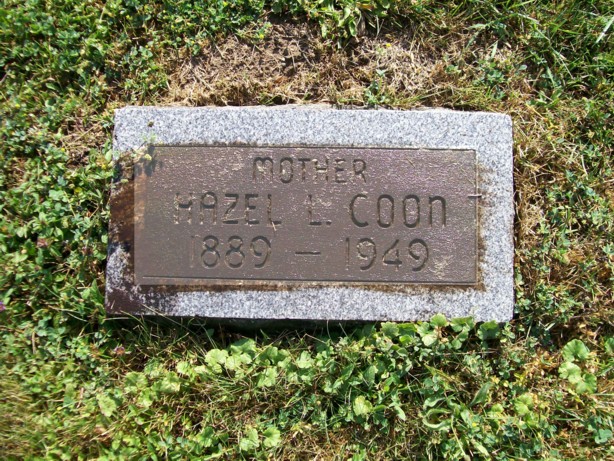 MOTHER
HAZEL L. COON
1889 – 1949